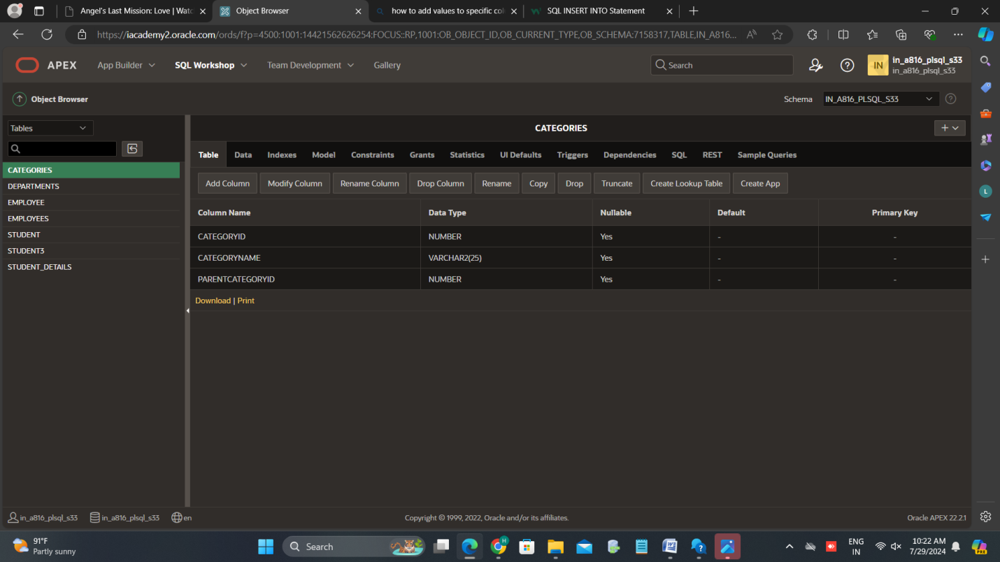 Angel's Last Mission: Love | Watc
Object Browser
how to add values to specific col
SQL INSERT INTO Statement
https://iacademy2.oracle.com/ords/f?p=4500:1001:14421562626254:FOCUS::RP,1001:OB_OBJECT_ID,OB_CURRENT_TYPE,OB_SCHEMA:7158317,TABLE,IN_A816...
APEX App Builder SQL Workshop Team Development Gallery Search IN in_a816_plsql_s33
in_a816_plsql_s33
Object Browser Schema IN_A816_PLSQL_S33
Tables
CATEGORIES
DEPARTMENTS
EMPLOYEE
EMPLOYEES
STUDENT
STUDENT3
STUDENT_DETAILS
CATEGORIES
Table Data Indexes Model Constraints Grants Statistics UI Defaults Triggers Dependencies SQL REST Sample Queries
Add Column Modify Column Rename Column Drop Column Rename Copy Drop Truncate Create Lookup Table Create App
Column Name Data Type Nullable Default Primary Key
CATEGORYID NUMBER Yes - -
CATEGORYNAME VARCHAR2(25) Yes - -
PARENTCATEGORYID NUMBER Yes - -
Download | Print
L
in_a816_plsql_s33 in_a816_plsql_s33 en Copyright © 1999, 2022, Oracle and/or its affiliates. Oracle APEX 22.2.1
91°F
Partly sunny
Search
H
ENG
IN
10:22 AM
7/29/2024
PRE